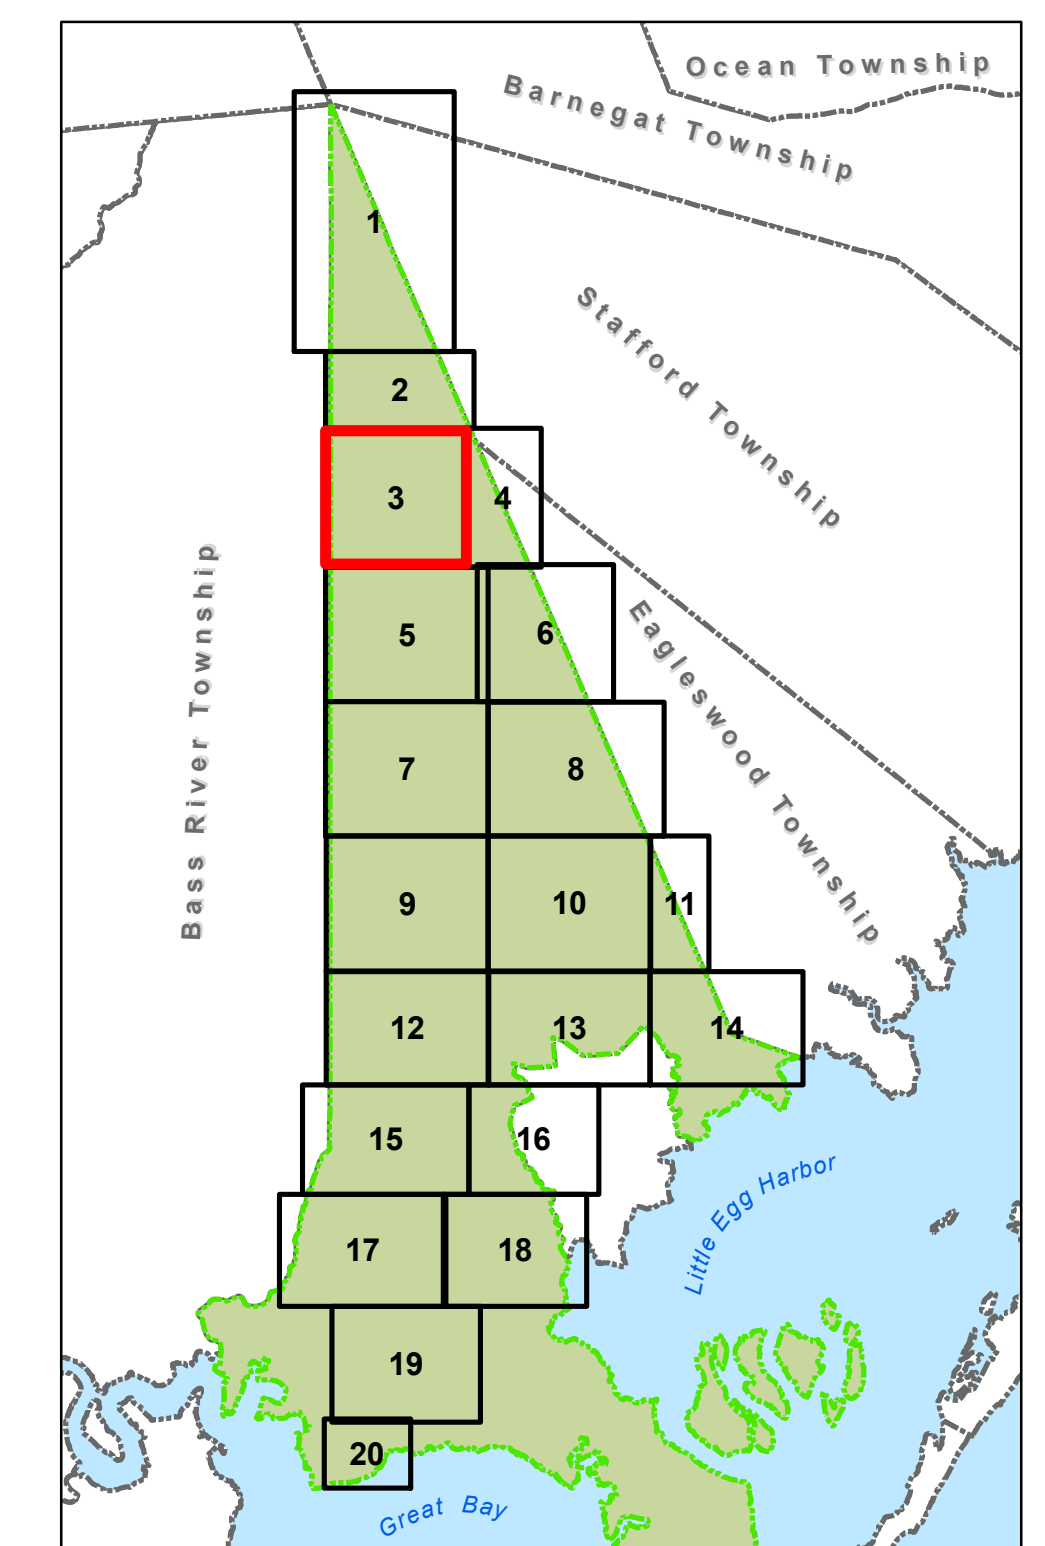 Ocean Township
Barnegat Township
1
Stafford Township
2
3
4
Bass River Township
5
6
Eagleswood Township
7
8
9
10
11
12
13
14
15
16
Little Egg Harbor
17
18
19
20
Great Bay